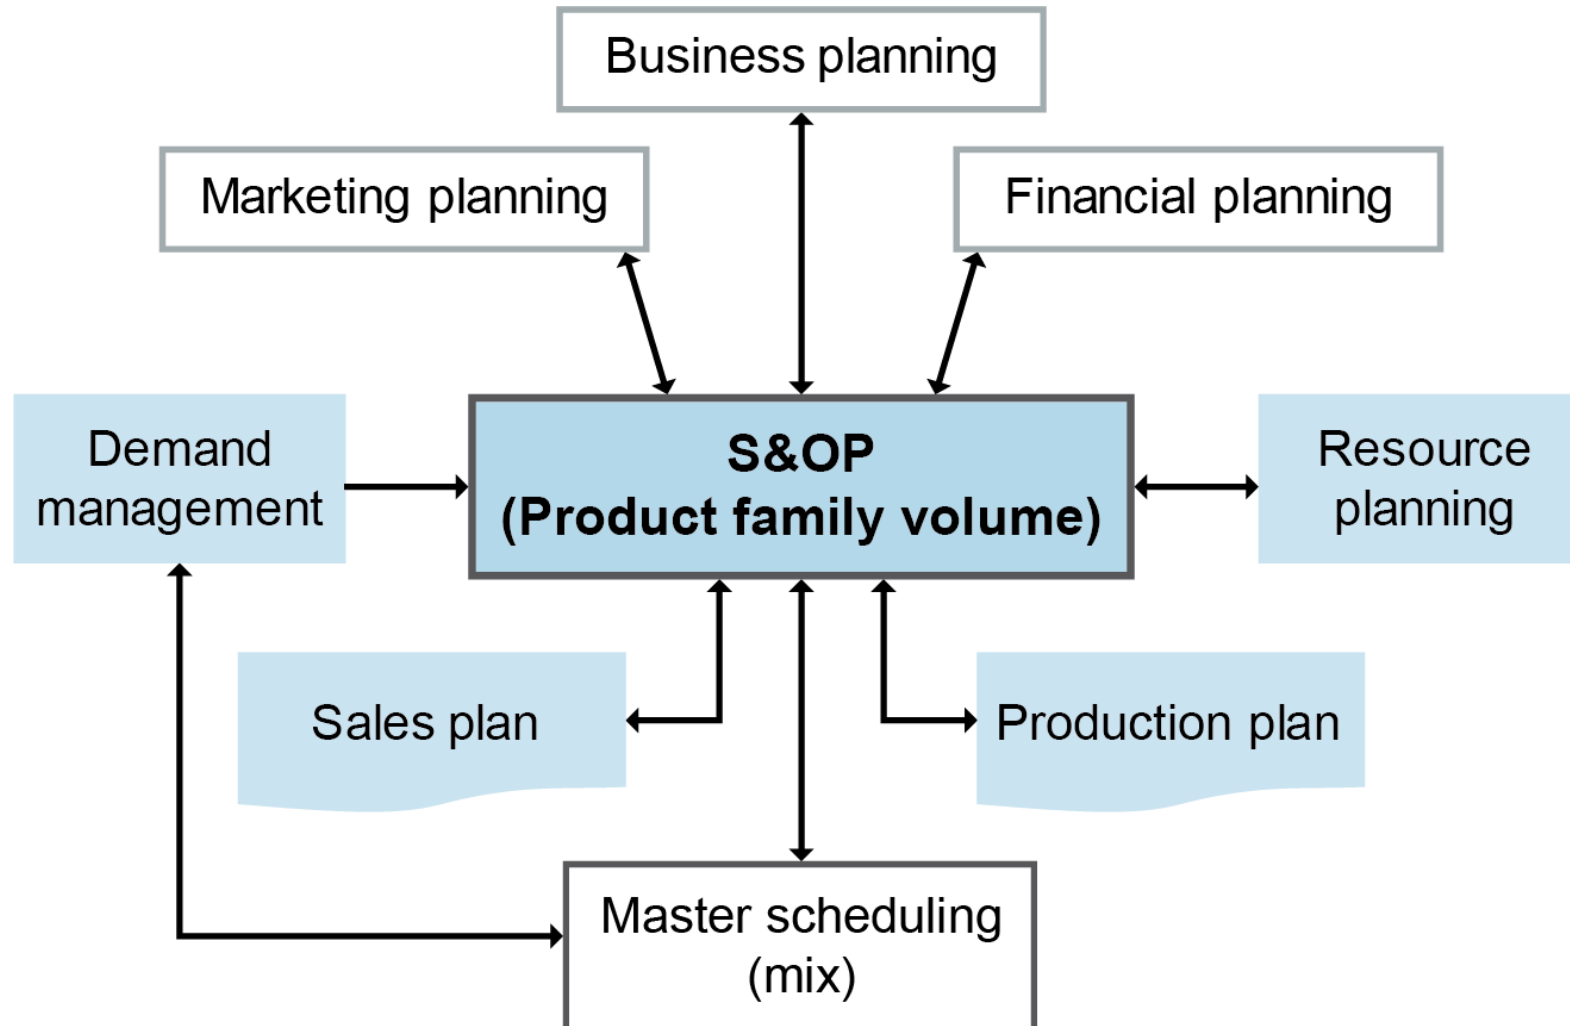 Business planning
Marketing planning
Financial planning
Demand
management
S&OP
(Product family volume)
Resource
planning
Sales plan
Production plan
Master scheduling
(mix)